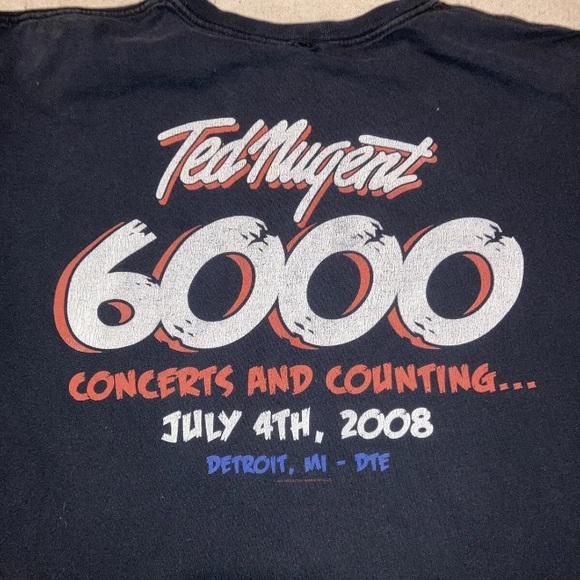 Ted Nugent
6000
CONCERTS AND COUNTING...
JULY 4TH, 2008
DETROIT, MI - DTE